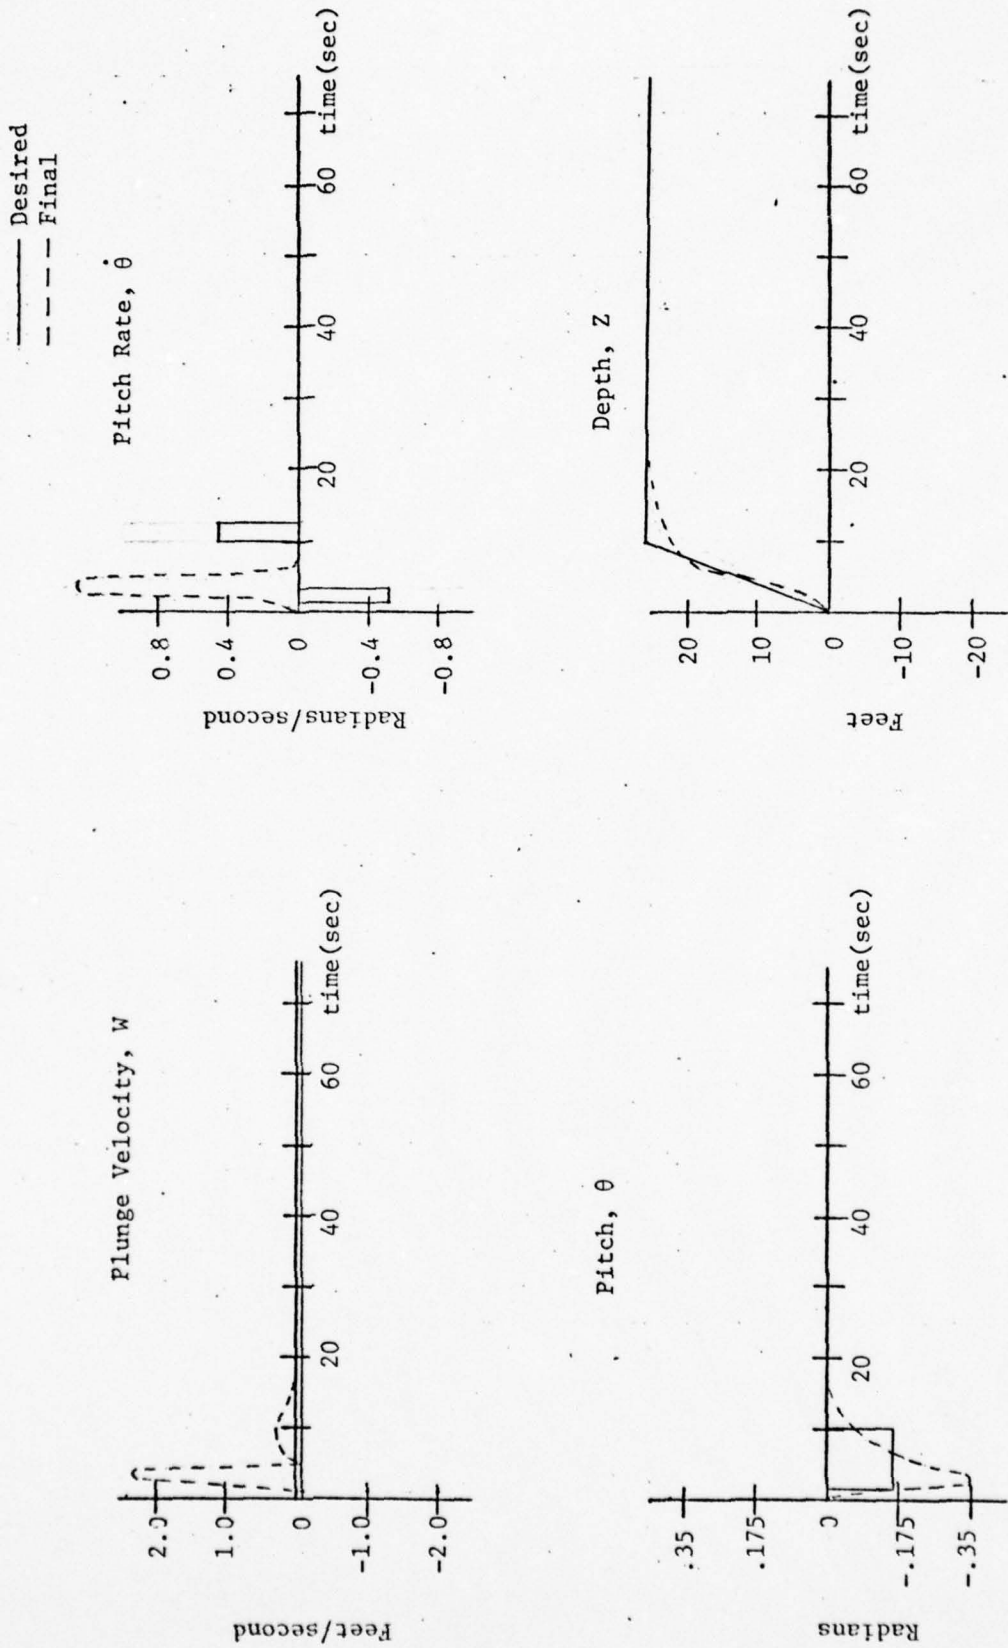 Desired
Final
Plunge Velocity, W
2.0
1.0
0
-1.0
-2.0
Feet/second
20
40
60
time(sec)
Pitch Rate, θ̇
0.8
0.4
0
-0.4
-0.8
Radians/second
20
40
60
time(sec)
Pitch, θ
.35
.175
0
-.175
-.35
Radians
20
40
60
time(sec)
Depth, Z
20
10
0
-10
-20
Feet
20
40
60
time(sec)